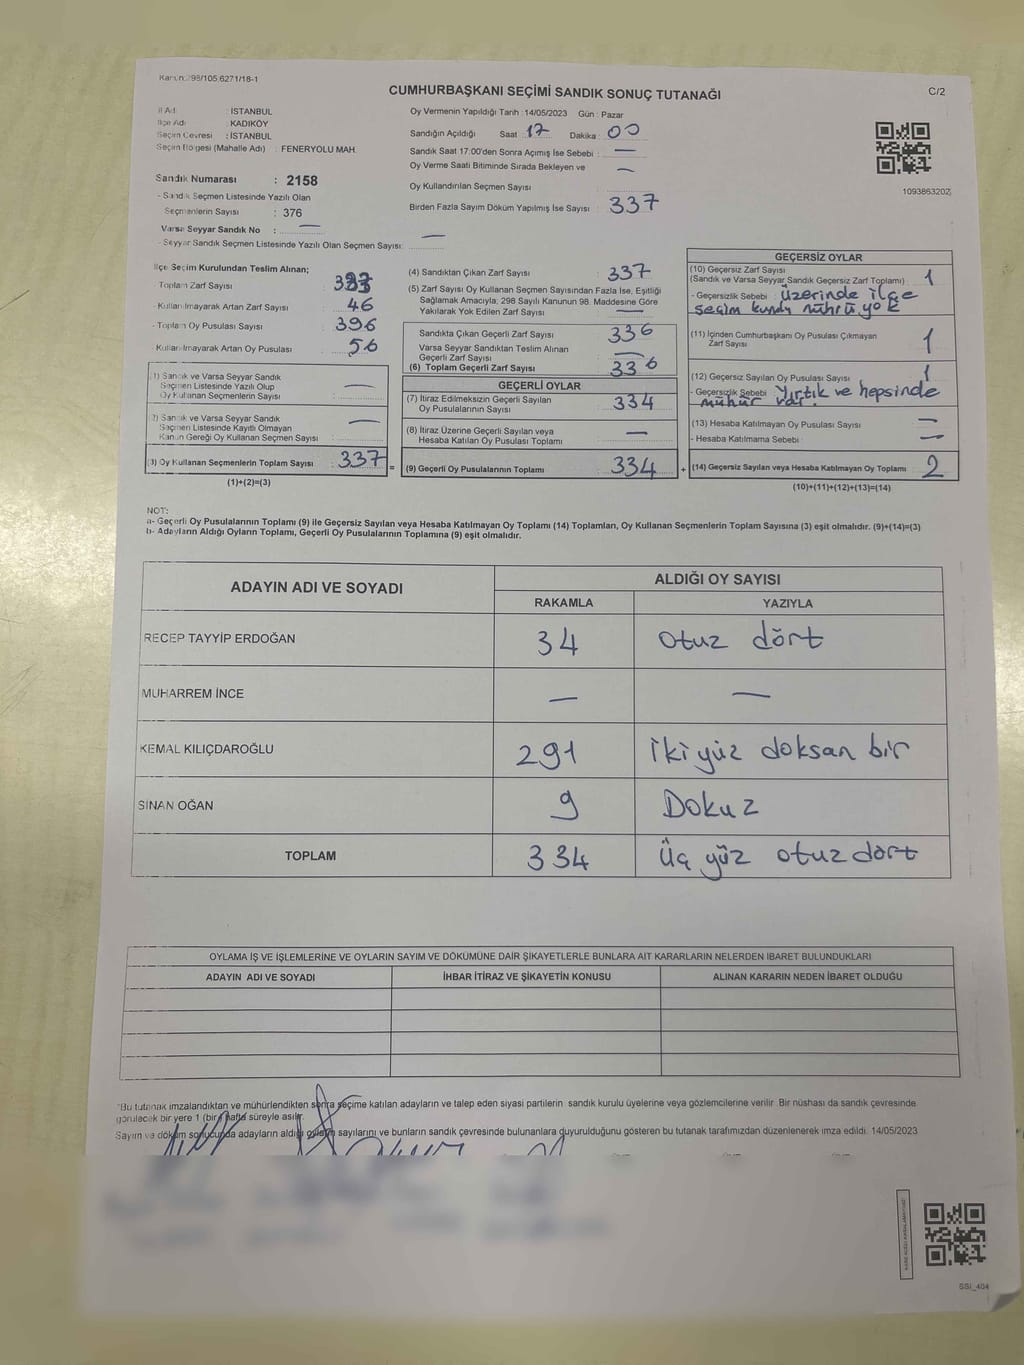 Kanun:298/105,6271/18-1
CUMHURBAŞKANI SEÇİMİ SANDIK SONUÇ TUTANAĞI
C/2
İl Adı : İSTANBUL
İlçe Adı : KADIKÖY
Seçim Çevresi : İSTANBUL
Seçim Bölgesi (Mahalle Adı) : FENERYOLU MAH.
Oy Vermenin Yapıldığı Tarih :14/05/2023 Gün : Pazar
Sandığın Açıldığı Saat :17 Dakika: 00
Sandık Saat 17:00'den Sonra Açımış İse Sebebi : —
Oy Verme Saati Bitiminde Sırada Bekleyen ve —
Oy Kullandırılan Seçmen Sayısı
Birden Fazla Sayım Döküm Yapılmış İse Sayısı : 337
1093863202
Sandık Numarası : 2158
- Sandık Seçmen Listesinde Yazılı Olan
Seçmenlerin Sayısı : 376
Varsa Seyyar Sandık No : —
- Seyyar Sandık Seçmen Listesinde Yazılı Olan Seçmen Sayısı: —
İlçe Seçim Kurulundan Teslim Alınan;
- Toplam Zarf Sayısı :
- Kullanılmayarak Artan Zarf Sayısı : 46
- Toplam Oy Pusulası Sayısı : 396
- Kullanılmayarak Artan Oy Pusulası : 56
1) Sandık ve Varsa Seyyar Sandık
Seçmen Listesinde Yazılı Olup
Oy Kullanan Seçmenlerin Sayısı : —
2) Sandık ve Varsa Seyyar Sandık
Seçmen Listesinde Kayıtlı Olmayan
Kanun Gereği Oy Kullanan Seçmen Sayısı : —
(3) Oy Kullanan Seçmenlerin Toplam Sayısı : 337 =
(1)+(2)=(3)
(4) Sandıktan Çıkan Zarf Sayısı : 337
(5) Zarf Sayısı Oy Kullanan Seçmen Sayısından Fazla İse, Eşitliği
Sağlamak Amacıyla; 298 Sayılı Kanunun 98. Maddesine Göre
Yakılarak Yok Edilen Zarf Sayısı : —
Sandıkta Çıkan Geçerli Zarf Sayısı : 336
Varsa Seyyar Sandıktan Teslim Alınan
Geçerli Zarf Sayısı : —
(6) Toplam Geçerli Zarf Sayısı : 336
GEÇERLİ OYLAR
(7) İtiraz Edilmeksizin Geçerli Sayılan
Oy Pusulalarının Sayısı : 334
(8) İtiraz Üzerine Geçerli Sayılan veya
Hesaba Katılan Oy Pusulası Toplamı : —
(9) Geçerli Oy Pusulalarının Toplamı : 334 +
GEÇERSİZ OYLAR
(10) Geçersiz Zarf Sayısı
(Sandık ve Varsa Seyyar Sandık Geçersiz Zarf Toplamı) : 1
- Geçersizlik Sebebi : üzerinde ilçe
seçim kurulu mührü yok
(11) İçinden Cumhurbaşkanı Oy Pusulası Çıkmayan
Zarf Sayısı : 1
(12) Geçersiz Sayılan Oy Pusulası Sayısı : 1
- Geçersizlik Sebebi : Yırtık ve hepsinde
mühür var.
(13) Hesaba Katılmayan Oy Pusulası Sayısı : —
- Hesaba Katılmama Sebebi : —
(14) Geçersiz Sayılan veya Hesaba Katılmayan Oy Toplamı : 2
(10)+(11)+(12)+(13)=(14)
NOT:
a- Geçerli Oy Pusulalarının Toplamı (9) ile Geçersiz Sayılan veya Hesaba Katılmayan Oy Toplamı (14) Toplamları, Oy Kullanan Seçmenlerin Toplam Sayısına (3) eşit olmalıdır. (9)+(14)=(3)
b- Adayların Aldığı Oyların Toplamı, Geçerli Oy Pusulalarının Toplamına (9) eşit olmalıdır.
ADAYIN ADI VE SOYADI
ALDIĞI OY SAYISI
RAKAMLA YAZIYLA
RECEP TAYYİP ERDOĞAN 34 otuz dört
MUHARREM İNCE — —
KEMAL KILIÇDAROĞLU 291 iki yüz doksan bir
SİNAN OĞAN 9 Dokuz
TOPLAM 334 Üç yüz otuz dört
OYLAMA İŞ VE İŞLEMLERİNE VE OYLARIN SAYIM VE DÖKÜMÜNE DAİR ŞİKAYETLERLE BUNLARA AİT KARARLARIN NELERDEN İBARET BULUNDUKLARI
ADAYIN ADI VE SOYADI İHBAR İTİRAZ VE ŞİKAYETİN KONUSU ALINAN KARARIN NEDEN İBARET OLDUĞU
*Bu tutanak imzalandıktan ve mühürlendikten sonra seçime katılan adayların ve talep eden siyasi partilerin sandık kurulu üyelerine veya gözlemcilerine verilir .Bir nüshası da sandık çevresinde
görülecek bir yere 1 (bir) hafta süreyle asılır.
Sayım ve döküm sonucunda adayların aldığı oyların sayılarını ve bunların sandık çevresinde bulunanlara duyurulduğunu gösteren bu tutanak tarafımızdan düzenlenerek imza edildi. 14/05/2023
SSI_404